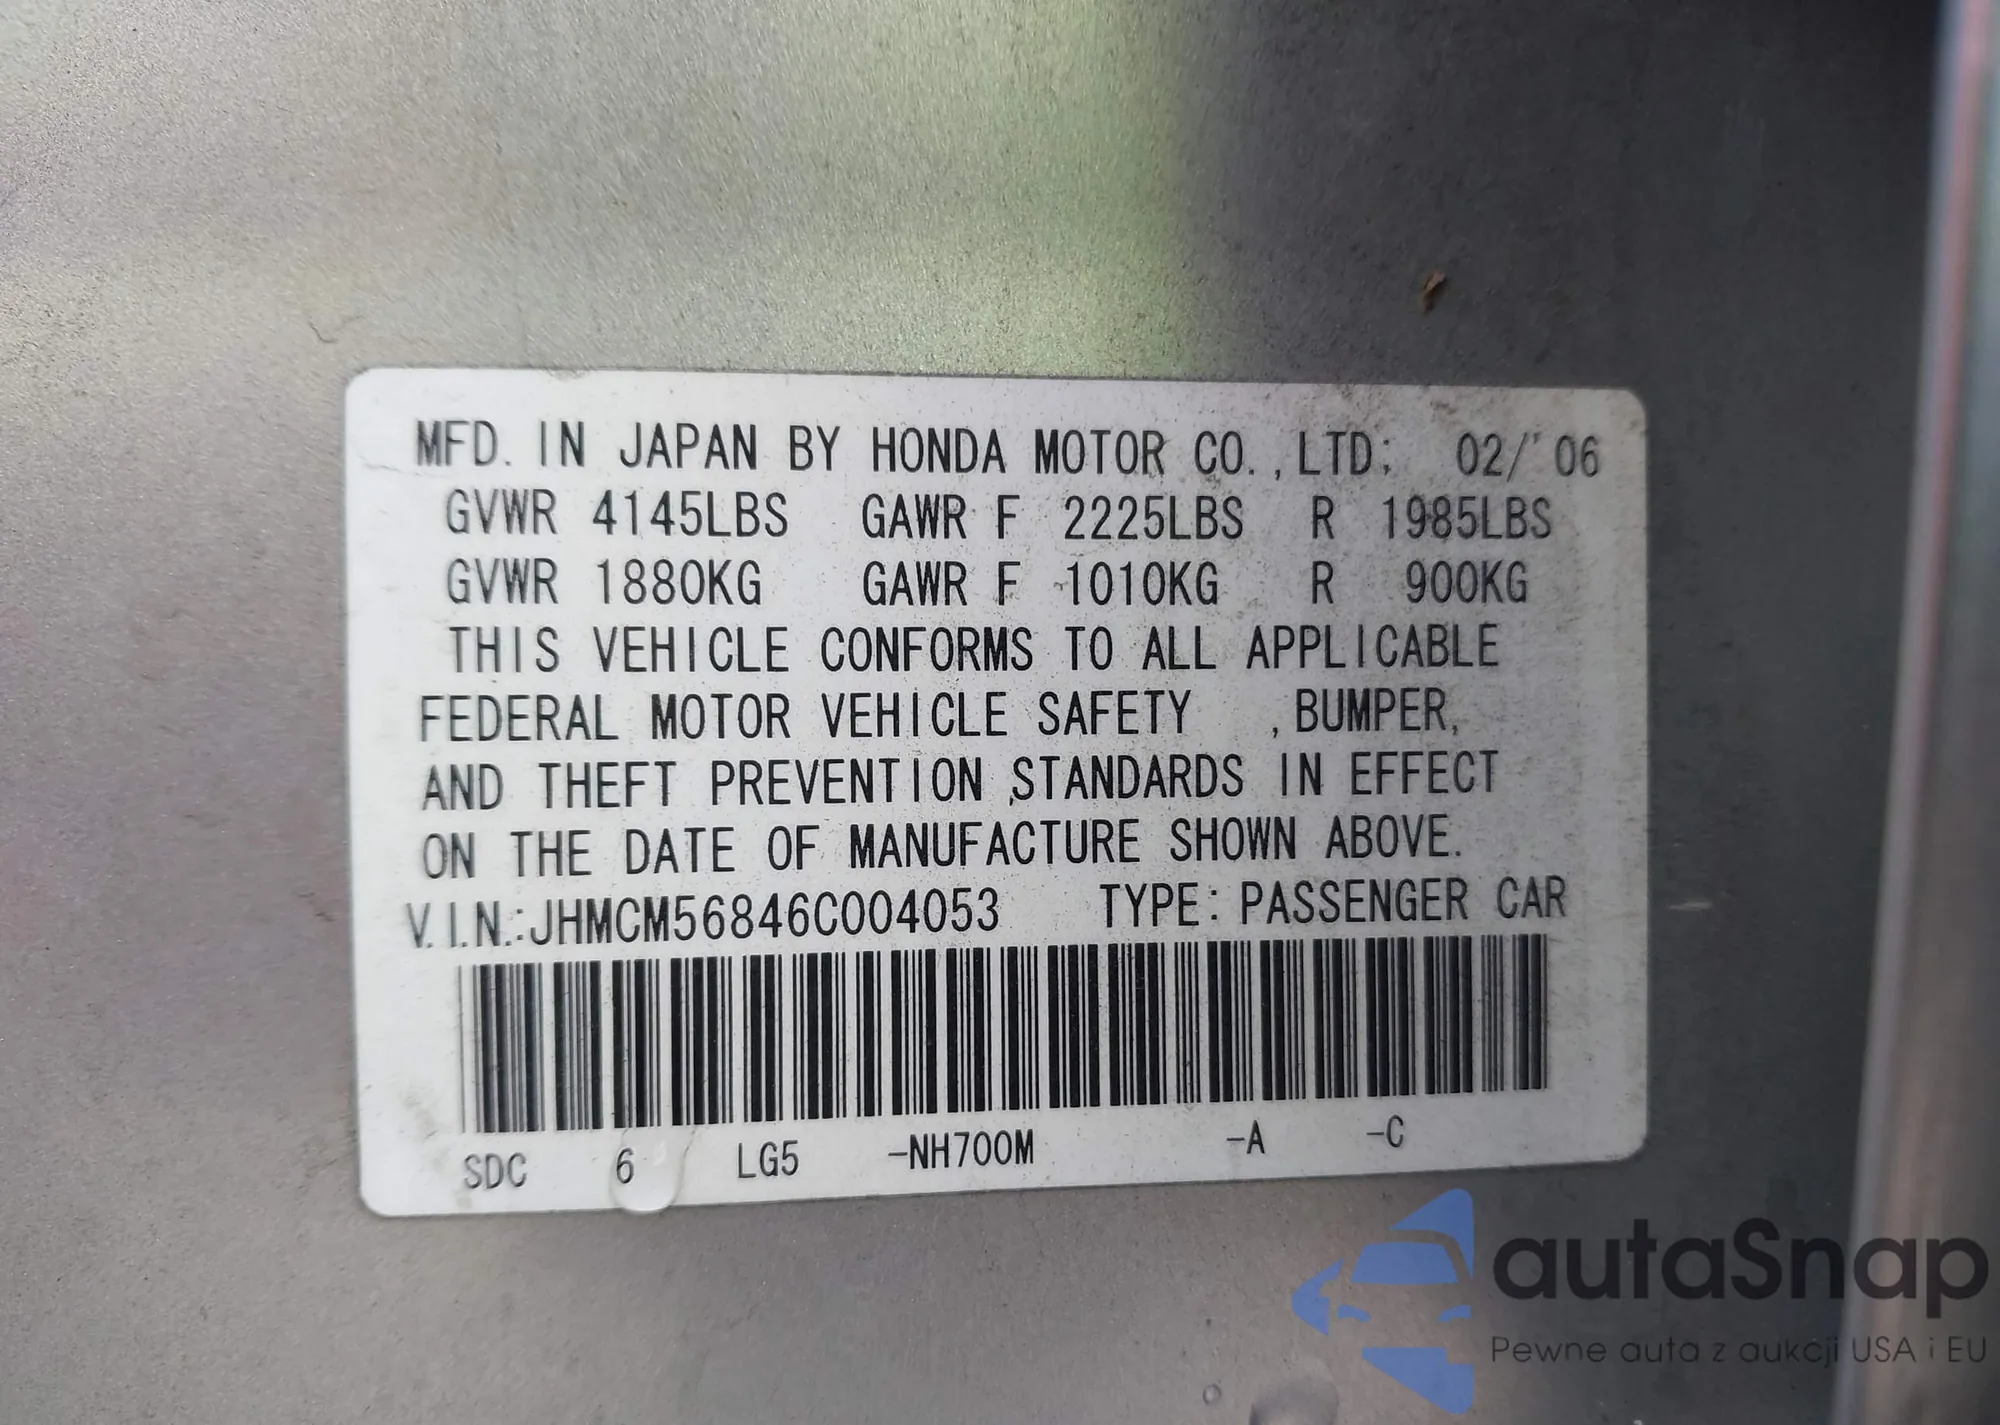 MFD. IN JAPAN BY HONDA MOTOR CO.,LTD; 02/'06
GVWR 4145LBS GAWR F 2225LBS R 1985LBS
GVWR 1880KG GAWR F 1010KG R 900KG
THIS VEHICLE CONFORMS TO ALL APPLICABLE
FEDERAL MOTOR VEHICLE SAFETY ,BUMPER,
AND THEFT PREVENTION STANDARDS IN EFFECT
ON THE DATE OF MANUFACTURE SHOWN ABOVE.
V.I.N.:JHMCM56846C004053 TYPE:PASSENGER CAR
SDC 6 LG5 -NH700M -A -C
autaSnap
Pewne auta z aukcji USA i EU